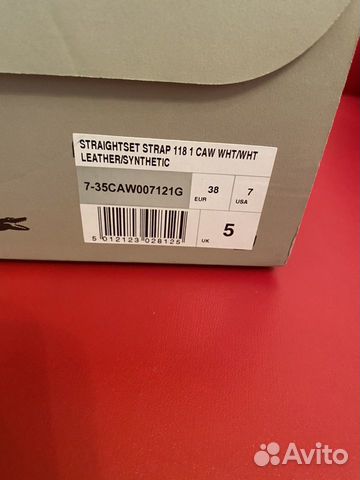 STRAIGHTSET STRAP 118 1 CAW WHT/WHT
LEATHER/SYNTHETIC
7-35CAW007121G
38
EUR
7
USA
5 012123 028125
UK
5
Avito